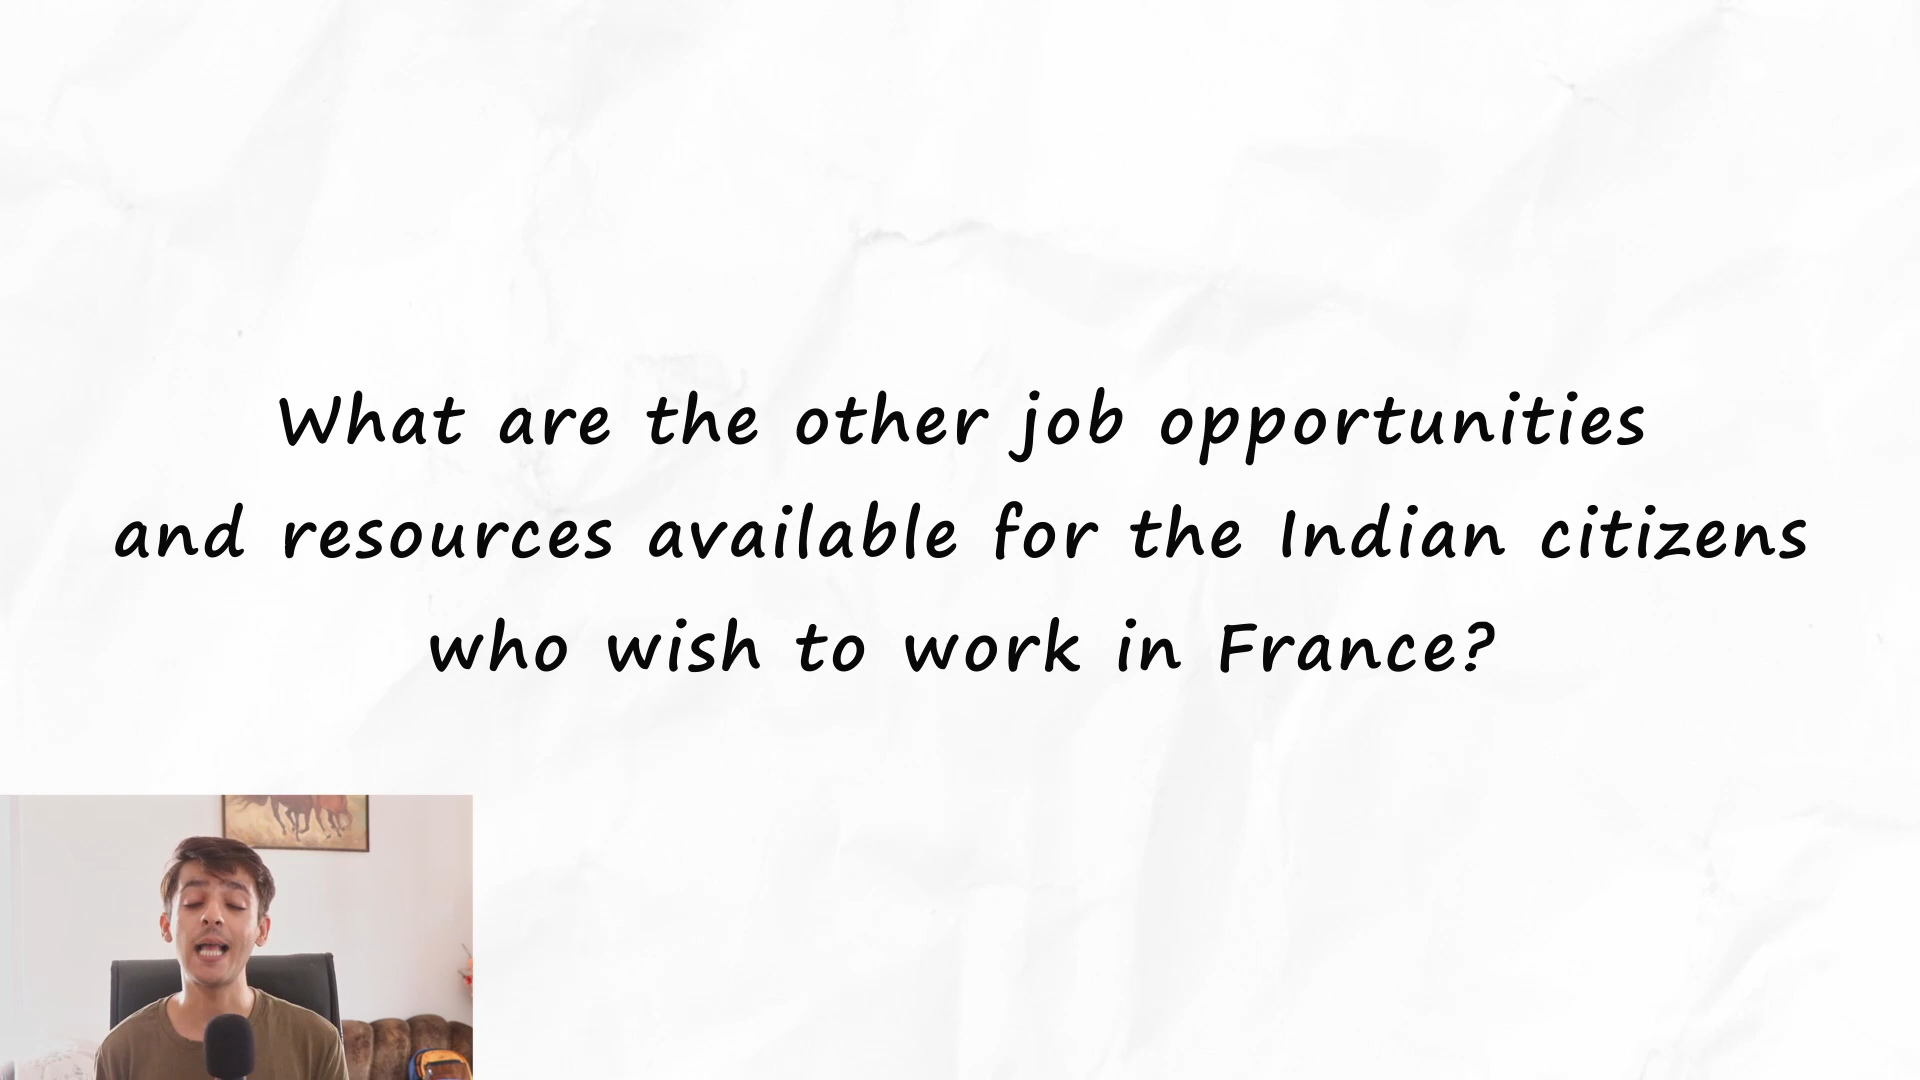 What are the other job opportunities
and resources available for the Indian citizens
who wish to work in France?